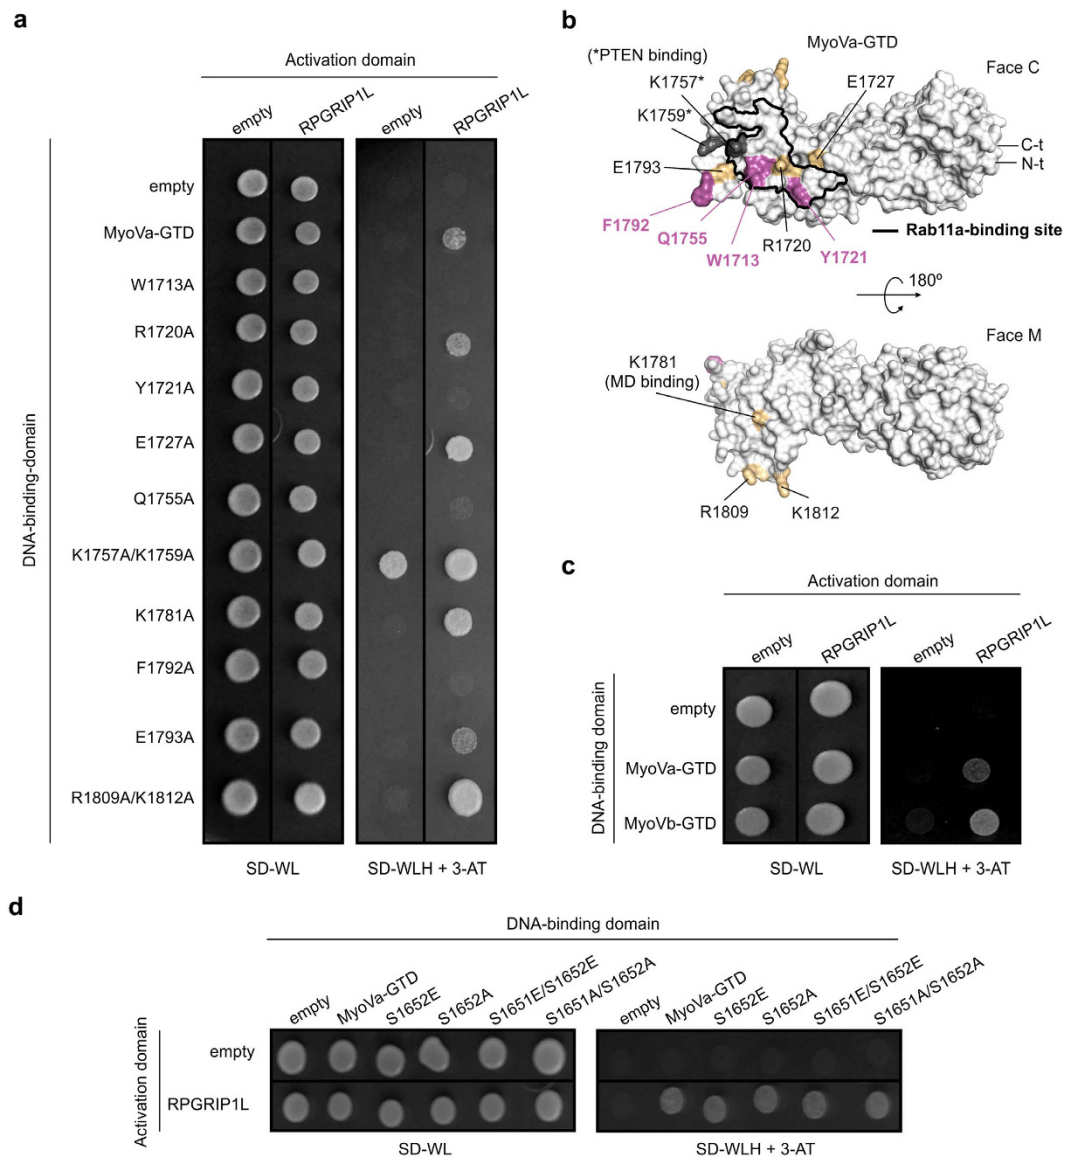 a
Activation domain
empty
RPGRIP1L
empty
RPGRIP1L
DNA-binding-domain
empty
MyoVa-GTD
W1713A
R1720A
Y1721A
E1727A
Q1755A
K1757A/K1759A
K1781A
F1792A
E1793A
R1809A/K1812A
SD-WL
SD-WLH + 3-AT
b
MyoVa-GTD
(*PTEN binding)
Face C
K1757*
E1727
K1759*
C-t
N-t
E1793
F1792
Q1755
W1713
R1720
Y1721
Rab11a-binding site
180º
Face M
K1781
(MD binding)
R1809
K1812
c
Activation domain
empty
RPGRIP1L
empty
RPGRIP1L
DNA-binding domain
empty
MyoVa-GTD
MyoVb-GTD
SD-WL
SD-WLH + 3-AT
d
DNA-binding domain
empty
MyoVa-GTD
S1652E
S1652A
S1651E/S1652E
S1651A/S1652A
empty
MyoVa-GTD
S1652E
S1652A
S1651E/S1652E
S1651A/S1652A
Activation domain
empty
RPGRIP1L
SD-WL
SD-WLH + 3-AT